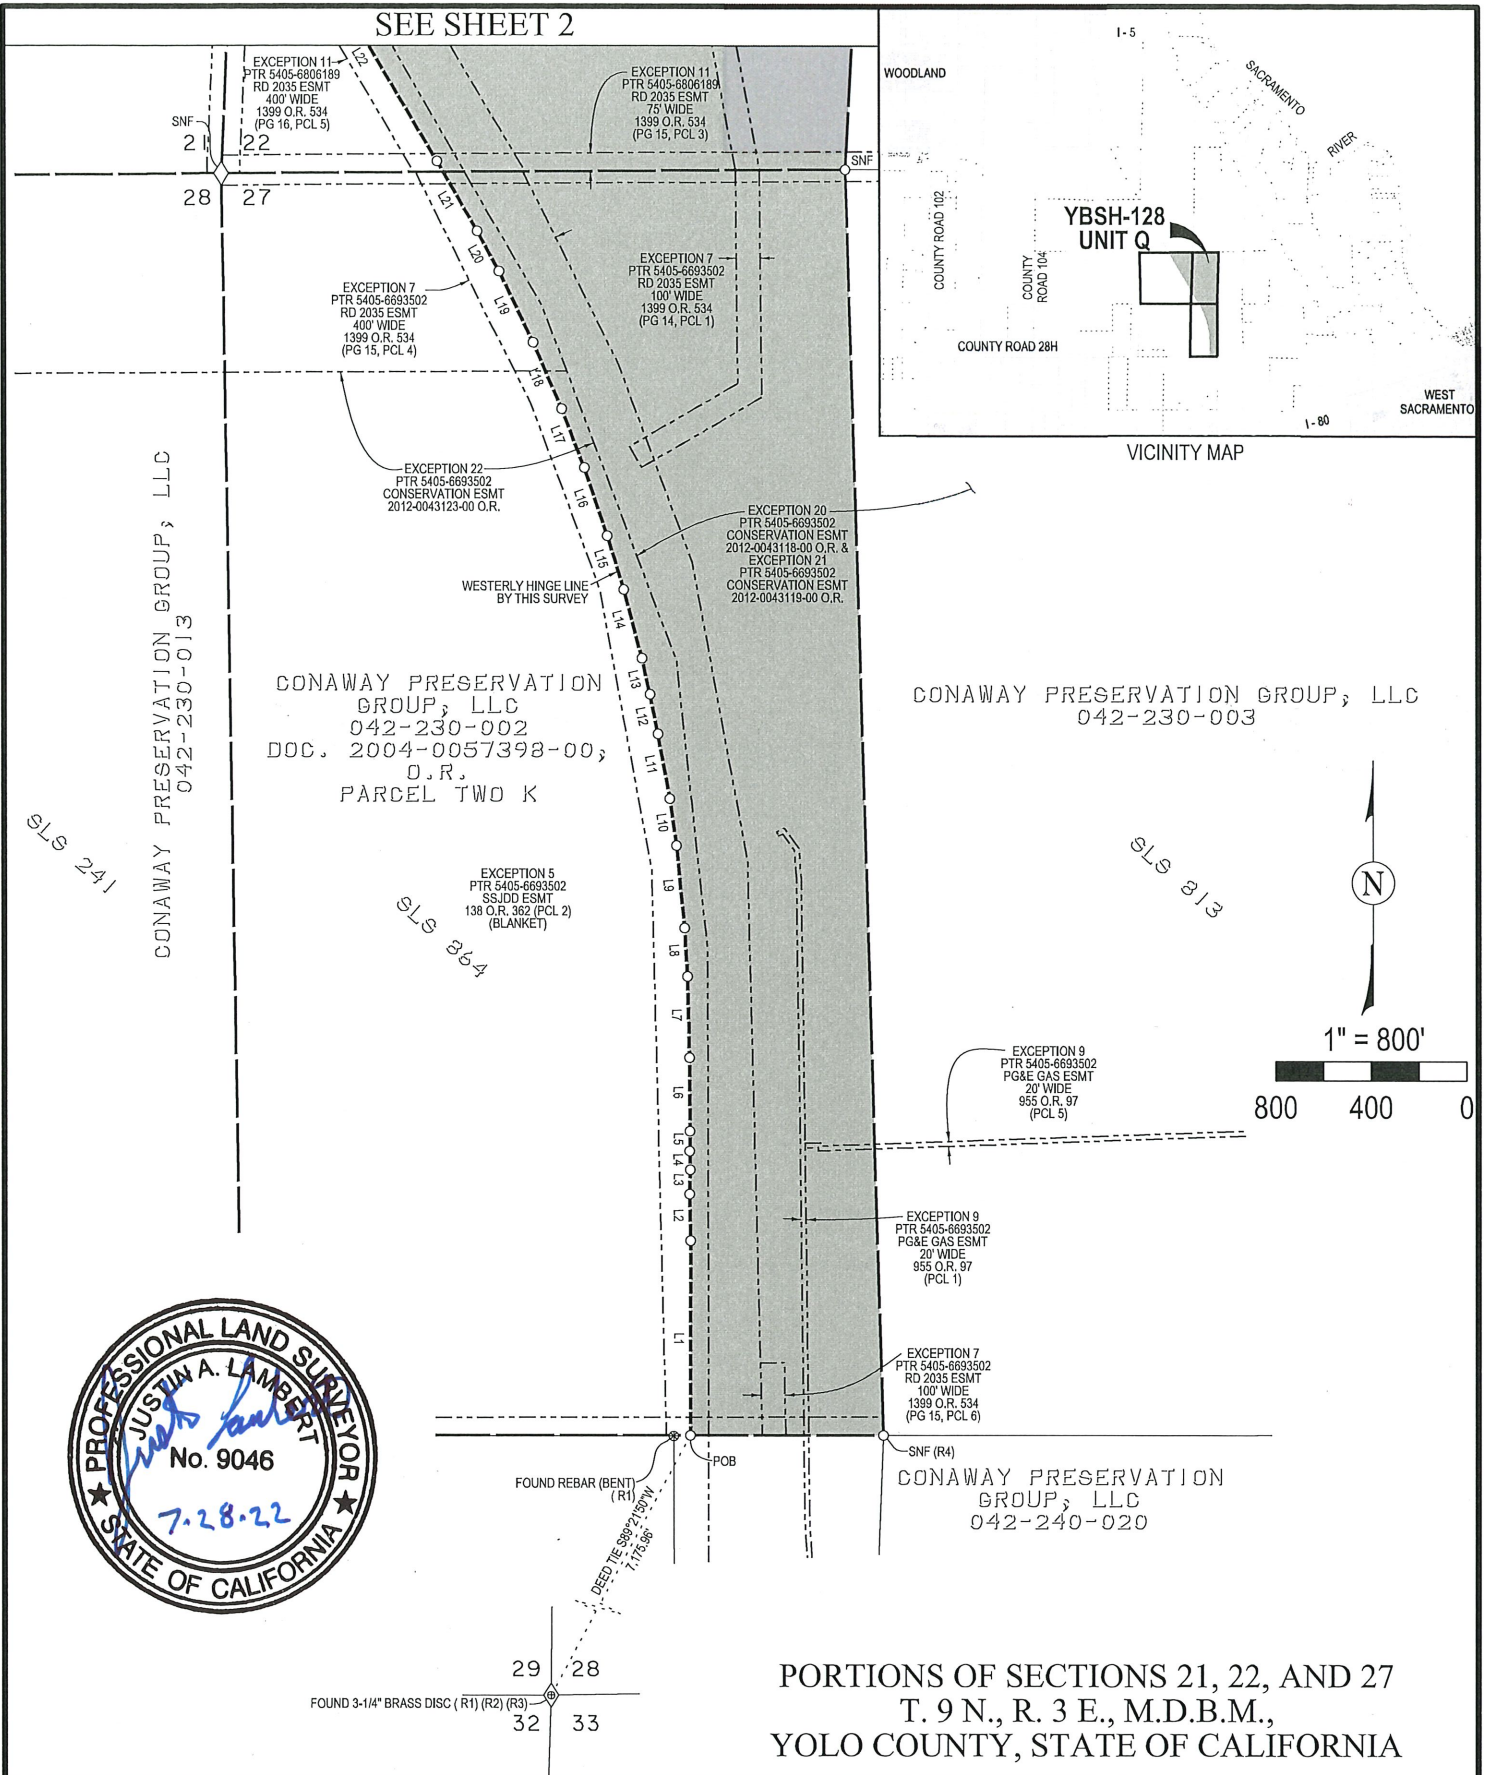 SEE SHEET 2
EXCEPTION 11
PTR 5405-6806189
RD 2035 ESMT
400' WIDE
1399 O.R. 534
(PG 16, PCL 5)
SNF
21
22
28
27
L22
EXCEPTION 11
PTR 5405-6806189
RD 2035 ESMT
75' WIDE
1399 O.R. 534
(PG 15, PCL 3)
SNF
I-5
WOODLAND
SACRAMENTO
RIVER
COUNTY ROAD 102
COUNTY
ROAD 104
YBSH-128
UNIT Q
COUNTY ROAD 28H
WEST
SACRAMENTO
I-80
VICINITY MAP
L21
L20
L19
L18
L17
L16
L15
L14
L13
L12
L11
L10
L9
L8
L7
L6
L5
L4
L3
L2
L1
EXCEPTION 7
PTR 5405-6693502
RD 2035 ESMT
100' WIDE
1399 O.R. 534
(PG 14, PCL 1)
EXCEPTION 7
PTR 5405-6693502
RD 2035 ESMT
400' WIDE
1399 O.R. 534
(PG 15, PCL 4)
EXCEPTION 22
PTR 5405-6693502
CONSERVATION ESMT
2012-0043123-00 O.R.
EXCEPTION 20
PTR 5405-6693502
CONSERVATION ESMT
2012-0043118-00 O.R. &
EXCEPTION 21
PTR 5405-6693502
CONSERVATION ESMT
2012-0043119-00 O.R.
WESTERLY HINGE LINE
BY THIS SURVEY
CONAWAY PRESERVATION GROUP, LLC
042-230-013
CONAWAY PRESERVATION
GROUP, LLC
042-230-002
DOC. 2004-0057398-00,
O.R.
PARCEL TWO K
CONAWAY PRESERVATION GROUP, LLC
042-230-003
SLS 241
SLS 864
SLS 813
EXCEPTION 5
PTR 5405-6693502
SSJDD ESMT
138 O.R. 362 (PCL 2)
(BLANKET)
N
1" = 800'
800 400 0
EXCEPTION 9
PTR 5405-6693502
PG&E GAS ESMT
20' WIDE
955 O.R. 97
(PCL 5)
EXCEPTION 9
PTR 5405-6693502
PG&E GAS ESMT
20' WIDE
955 O.R. 97
(PCL 1)
EXCEPTION 7
PTR 5405-6693502
RD 2035 ESMT
100' WIDE
1399 O.R. 534
(PG 15, PCL 6)
PROFESSIONAL LAND SURVEYOR
JUSTIN A. LAMBERT
No. 9046
7.28.22
STATE OF CALIFORNIA
FOUND REBAR (BENT)
( R1)
POB
SNF (R4)
CONAWAY PRESERVATION
GROUP, LLC
042-240-020
DEED TIE S89°21'50"W
7,175.96'
29
28
FOUND 3-1/4" BRASS DISC ( R1) (R2) (R3)
32
33
PORTIONS OF SECTIONS 21, 22, AND 27
T. 9 N., R. 3 E., M.D.B.M.,
YOLO COUNTY, STATE OF CALIFORNIA